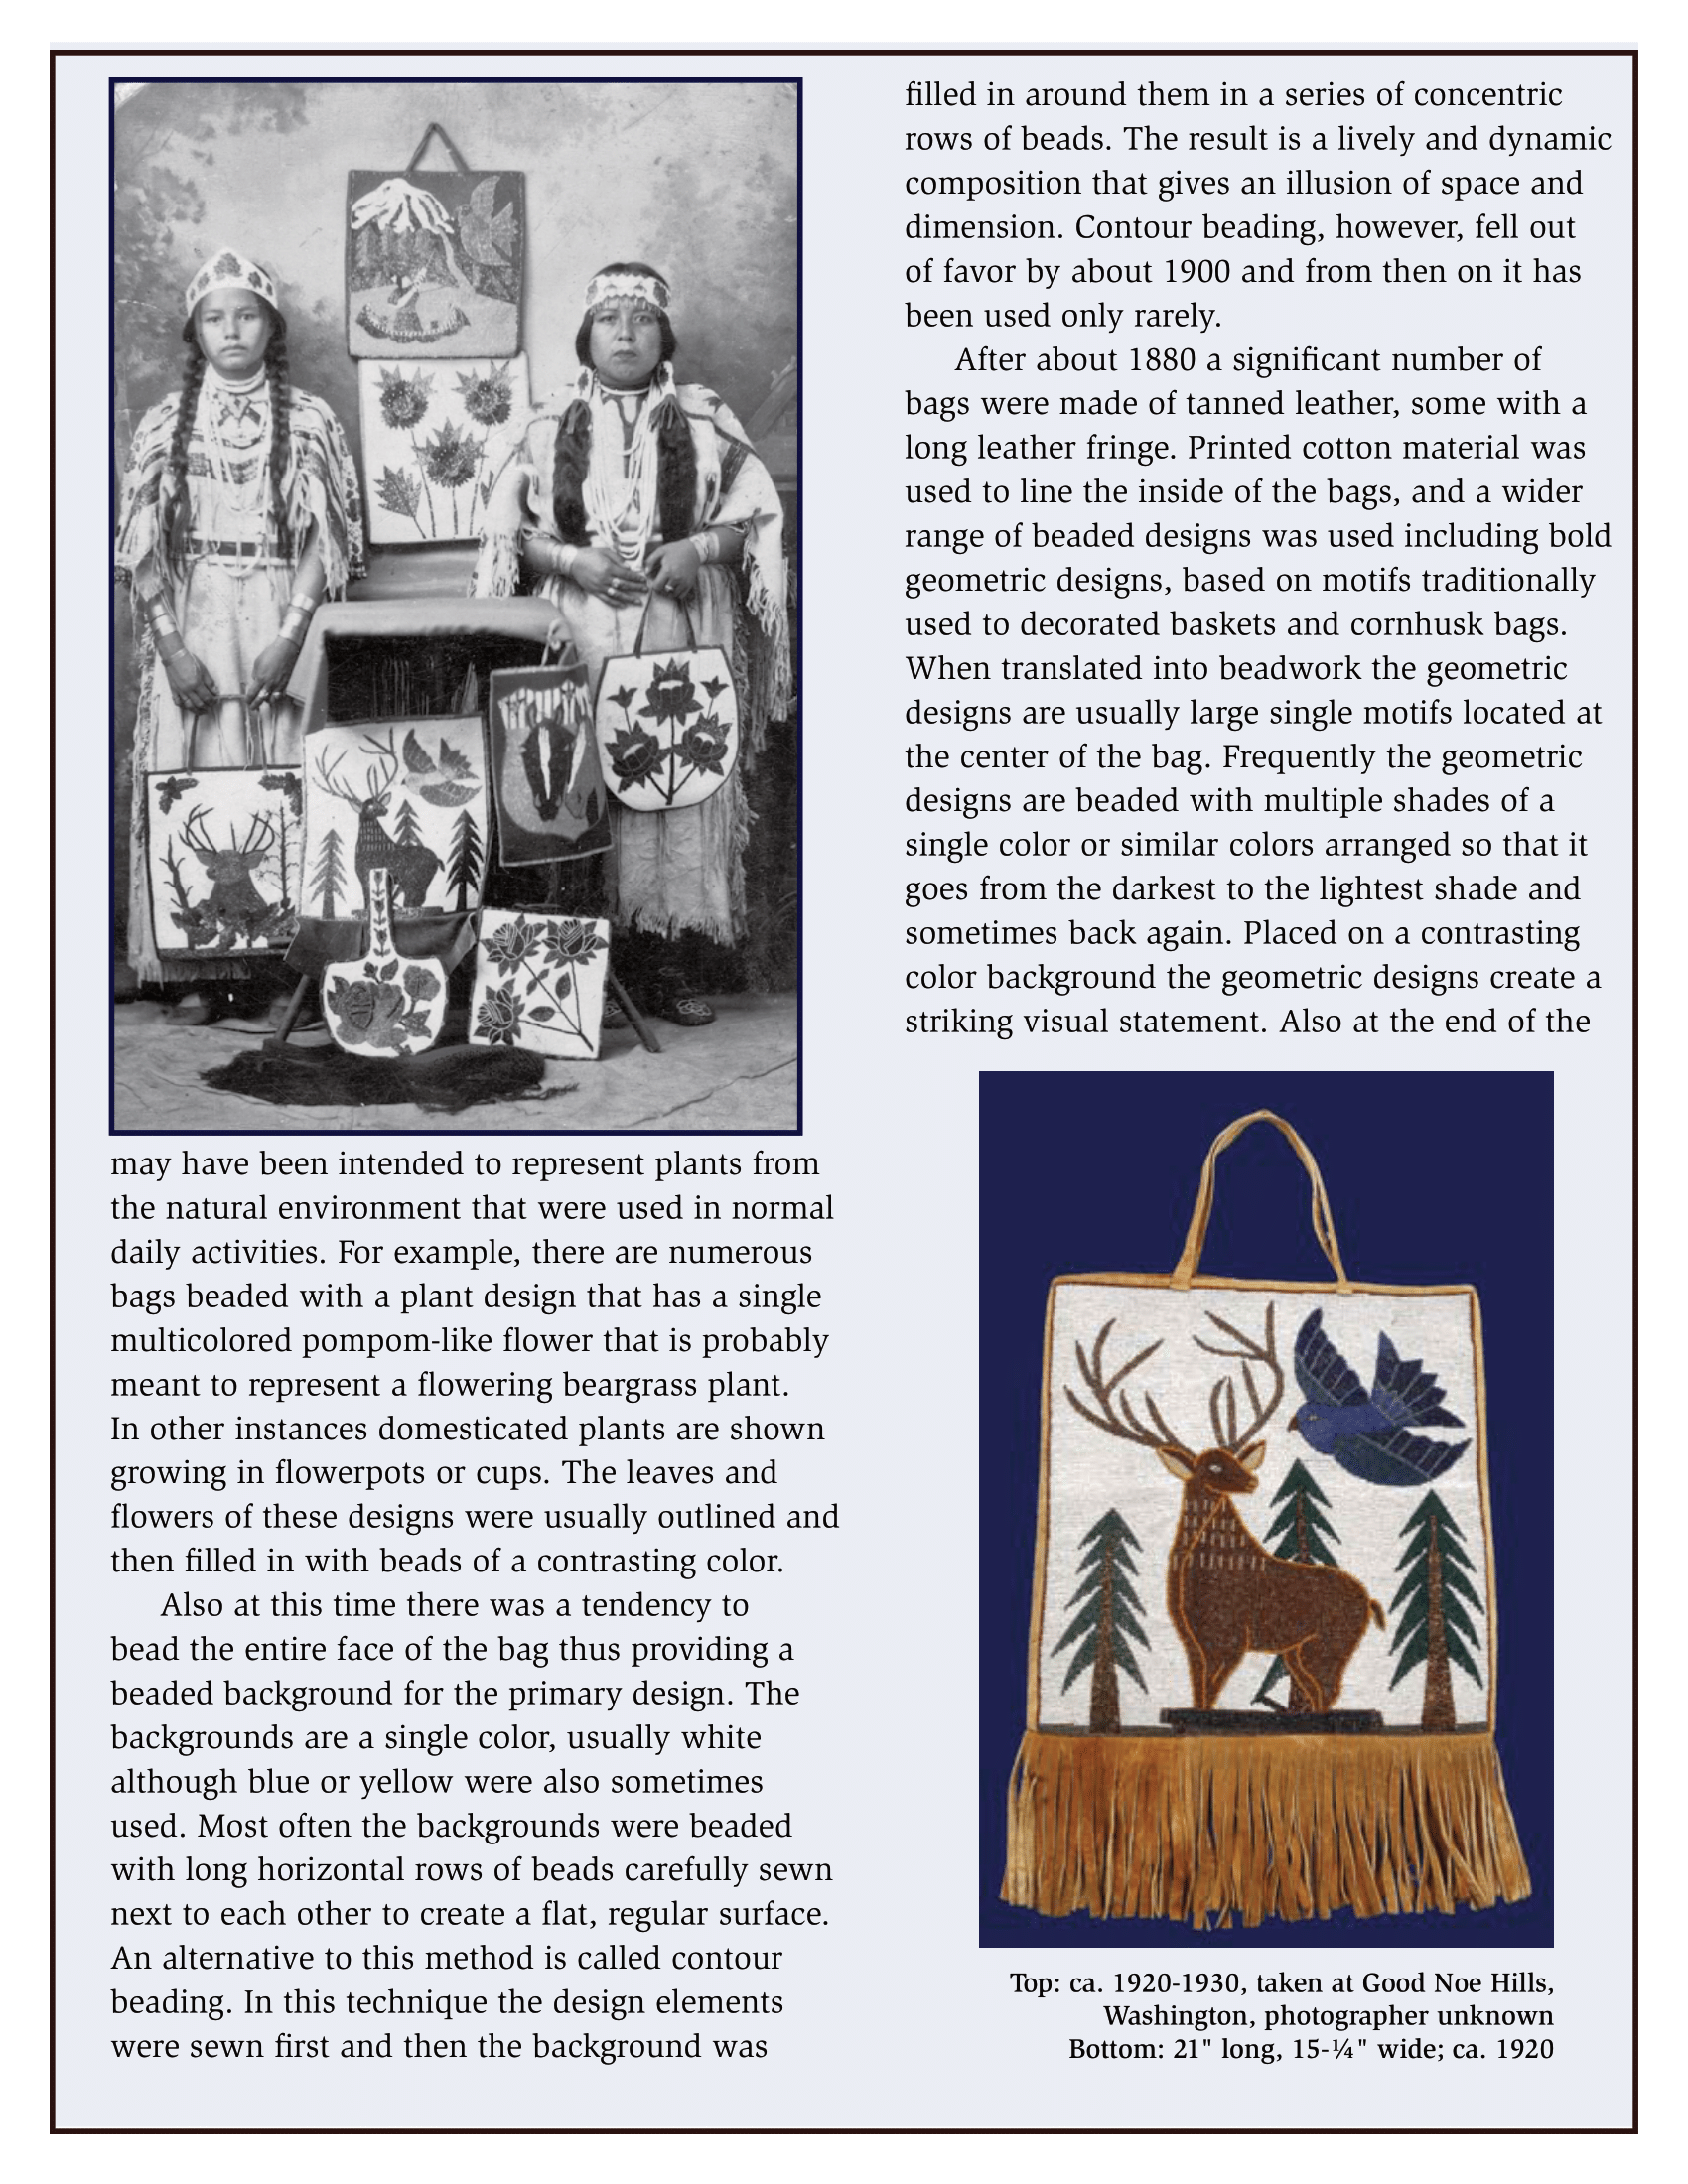 may have been intended to represent plants from
the natural environment that were used in normal
daily activities. For example, there are numerous
bags beaded with a plant design that has a single
multicolored pompom-like flower that is probably
meant to represent a flowering beargrass plant.
In other instances domesticated plants are shown
growing in flowerpots or cups. The leaves and
flowers of these designs were usually outlined and
then filled in with beads of a contrasting color.
Also at this time there was a tendency to
bead the entire face of the bag thus providing a
beaded background for the primary design. The
backgrounds are a single color, usually white
although blue or yellow were also sometimes
used. Most often the backgrounds were beaded
with long horizontal rows of beads carefully sewn
next to each other to create a flat, regular surface.
An alternative to this method is called contour
beading. In this technique the design elements
were sewn first and then the background was
filled in around them in a series of concentric
rows of beads. The result is a lively and dynamic
composition that gives an illusion of space and
dimension. Contour beading, however, fell out
of favor by about 1900 and from then on it has
been used only rarely.
After about 1880 a significant number of
bags were made of tanned leather, some with a
long leather fringe. Printed cotton material was
used to line the inside of the bags, and a wider
range of beaded designs was used including bold
geometric designs, based on motifs traditionally
used to decorated baskets and cornhusk bags.
When translated into beadwork the geometric
designs are usually large single motifs located at
the center of the bag. Frequently the geometric
designs are beaded with multiple shades of a
single color or similar colors arranged so that it
goes from the darkest to the lightest shade and
sometimes back again. Placed on a contrasting
color background the geometric designs create a
striking visual statement. Also at the end of the
Top: ca. 1920-1930, taken at Good Noe Hills,
Washington, photographer unknown
Bottom: 21" long, 15-¼" wide; ca. 1920